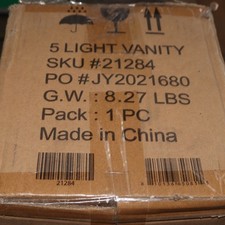 5 LIGHT VANITY
SKU #21284
PO #JY2021680
G.W. : 8.27 LBS
Pack : 1 PC
Made in China
21284